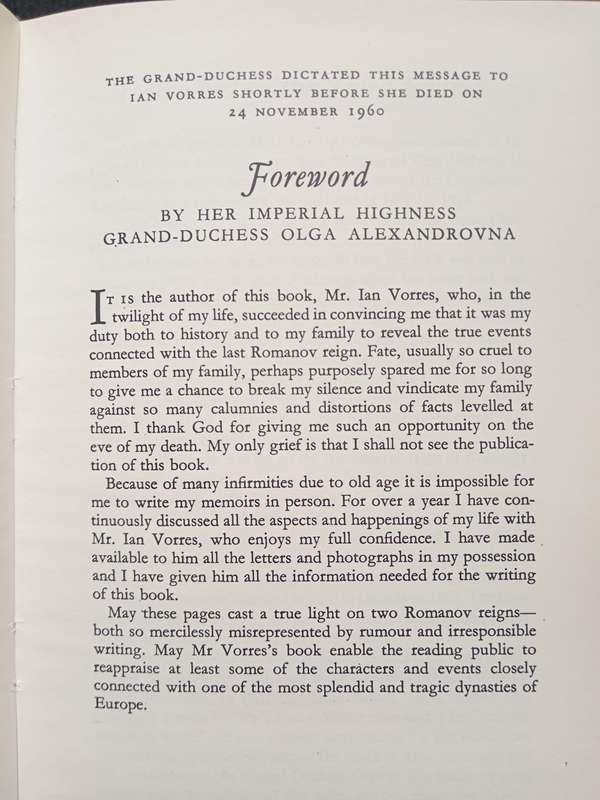 THE GRAND-DUCHESS DICTATED THIS MESSAGE TO
IAN VORRES SHORTLY BEFORE SHE DIED ON
24 NOVEMBER 1960
Foreword
BY HER IMPERIAL HIGHNESS
GRAND-DUCHESS OLGA ALEXANDROVNA
IT IS the author of this book, Mr. Ian Vorres, who, in the
twilight of my life, succeeded in convincing me that it was my
duty both to history and to my family to reveal the true events
connected with the last Romanov reign. Fate, usually so cruel to
members of my family, perhaps purposely spared me for so long
to give me a chance to break my silence and vindicate my family
against so many calumnies and distortions of facts levelled at
them. I thank God for giving me such an opportunity on the
eve of my death. My only grief is that I shall not see the publica-
tion of this book.
Because of many infirmities due to old age it is impossible for
me to write my memoirs in person. For over a year I have con-
tinuously discussed all the aspects and happenings of my life with
Mr. Ian Vorres, who enjoys my full confidence. I have made
available to him all the letters and photographs in my possession
and I have given him all the information needed for the writing
of this book.
May these pages cast a true light on two Romanov reigns—
both so mercilessly misrepresented by rumour and irresponsible
writing. May Mr Vorres's book enable the reading public to
reappraise at least some of the characters and events closely
connected with one of the most splendid and tragic dynasties of
Europe.